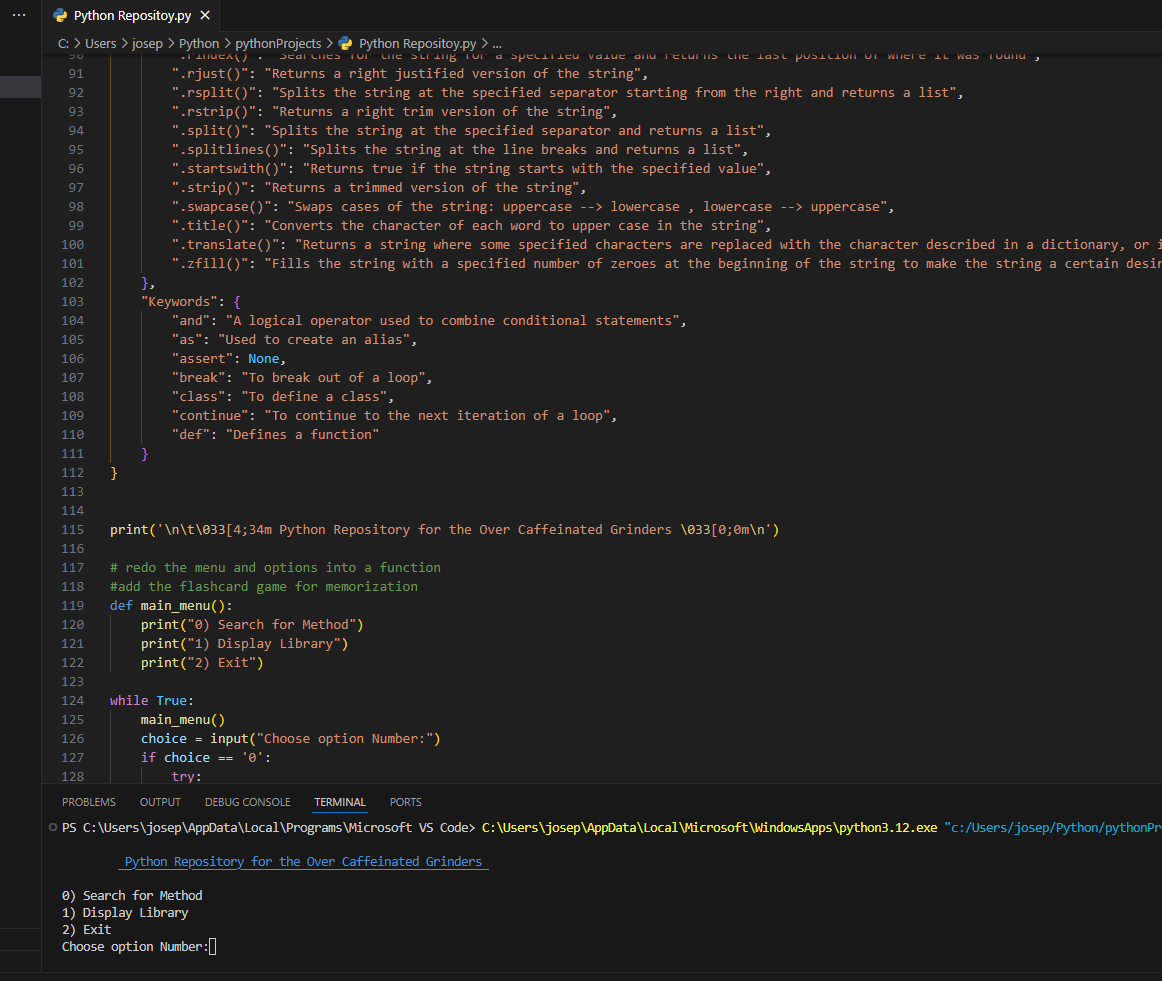 Python Repositoy.py
C: > Users > josep > Python > pythonProjects > Python Repositoy.py > ...
90 ".rindex()": "Searches for the string for a specified value and returns the last position of where it was found",
91 ".rjust()": "Returns a right justified version of the string",
92 ".rsplit()": "Splits the string at the specified separator starting from the right and returns a list",
93 ".rstrip()": "Returns a right trim version of the string",
94 ".split()": "Splits the string at the specified separator and returns a list",
95 ".splitlines()": "Splits the string at the line breaks and returns a list",
96 ".startswith()": "Returns true if the string starts with the specified value",
97 ".strip()": "Returns a trimmed version of the string",
98 ".swapcase()": "Swaps cases of the string: uppercase --> lowercase , lowercase --> uppercase",
99 ".title()": "Converts the character of each word to upper case in the string",
100 ".translate()": "Returns a string where some specified characters are replaced with the character described in a dictionary, or
101 ".zfill()": "Fills the string with a specified number of zeroes at the beginning of the string to make the string a certain
102 },
103 "Keywords": {
104 "and": "A logical operator used to combine conditional statements",
105 "as": "Used to create an alias",
106 "assert": None,
107 "break": "To break out of a loop",
108 "class": "To define a class",
109 "continue": "To continue to the next iteration of a loop",
110 "def": "Defines a function"
111 }
112 }
113
114
115 print('\n\t\033[4;34m Python Repository for the Over Caffeinated Grinders \033[0;0m\n')
116
117 # redo the menu and options into a function
118 #add the flashcard game for memorization
119 def main_menu():
120 print("0) Search for Method")
121 print("1) Display Library")
122 print("2) Exit")
123
124 while True:
125 main_menu()
126 choice = input("Choose option Number:")
127 if choice == '0':
128 try:
PROBLEMS OUTPUT DEBUG CONSOLE TERMINAL PORTS
PS C:\Users\josep\AppData\Local\Programs\Microsoft VS Code> C:\Users\josep\AppData\Local\Microsoft\WindowsApps\python3.12.exe "c:/Users/josep/Python/pythonPr
Python Repository for the Over Caffeinated Grinders
0) Search for Method
1) Display Library
2) Exit
Choose option Number: